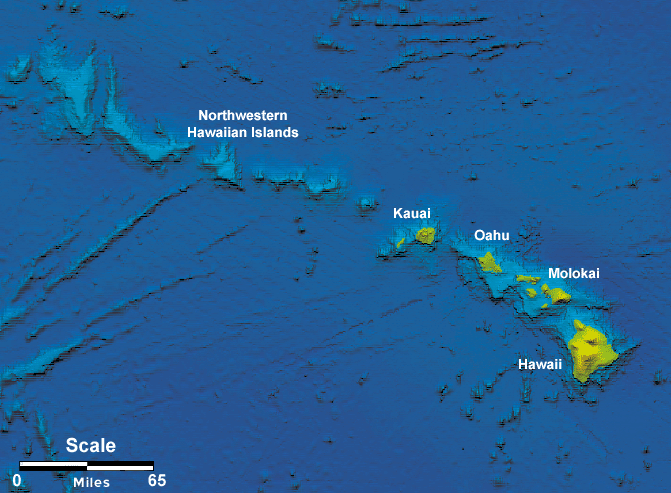 Northwestern
Hawaiian Islands
Kauai
Oahu
Molokai
Hawaii
Scale
0 Miles 65